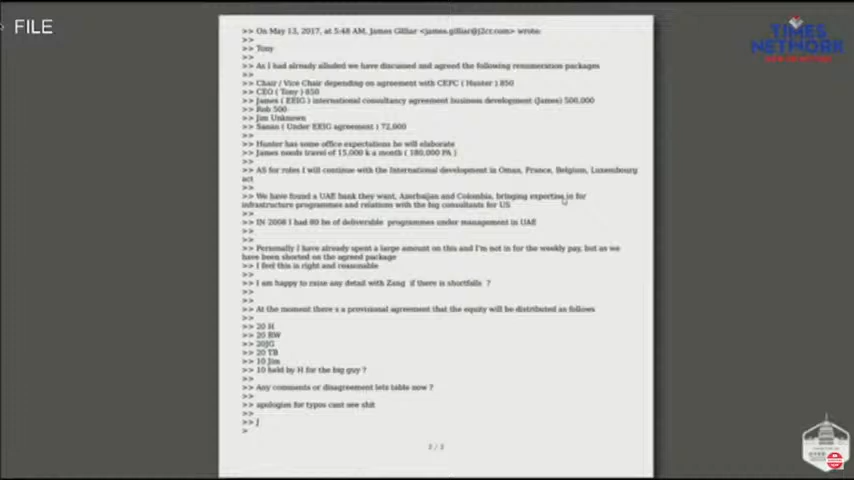 FILE
TIMES
NETWORK
>> On May 13, 2017, at 5:48 AM, James Gilliar <james.gilliar@j2cr.com> wrote:
>>
>> Tony
>>
>> As I had already alluded we have discussed and agreed the following renumeration packages
>>
>> Chair / Vice Chair depending on agreement with CEFC ( Hunter ) 850
>> CEO ( Tony ) 850
>> James ( EEIG ) international consultancy agreement business development (James) 500,000
>> Rob 500
>> Jim Unknown
>> Sanan ( Under EEIG agreement ) 72,000
>>
>> Hunter has some office expectations he will elaborate
>> James needs travel of 15,000 k a month ( 180,000 PA )
>>
>> AS for roles I will continue with the International development in Oman, France, Belgium, Luxembourg
act
>>
>> We have found a UAE bank they want, Azerbaijan and Colombia, bringing expertise in for
infrastructure programmes and relations with the big consultants for US
>>
>> IN 2008 I had 80 bn of deliverable programmes under management in UAE
>>
>>
>> Personally I have already spent a large amount on this and I'm not in for the weekly pay, but as we
have been shorted on the agreed package
>> I feel this is right and reasonable
>>
>> I am happy to raise any detail with Zang if there is shortfalls ?
>>
>>
>> At the moment there s a provisional agreement that the equity will be distributed as follows
>>
>> 20 H
>> 20 RW
>> 20JG
>> 20 TB
>> 10 Jim
>> 10 held by H for the big guy ?
>>
>> Any comments or disagreement lets table now ?
>>
>> apologies for typos cant see shit
>>
>> J
>